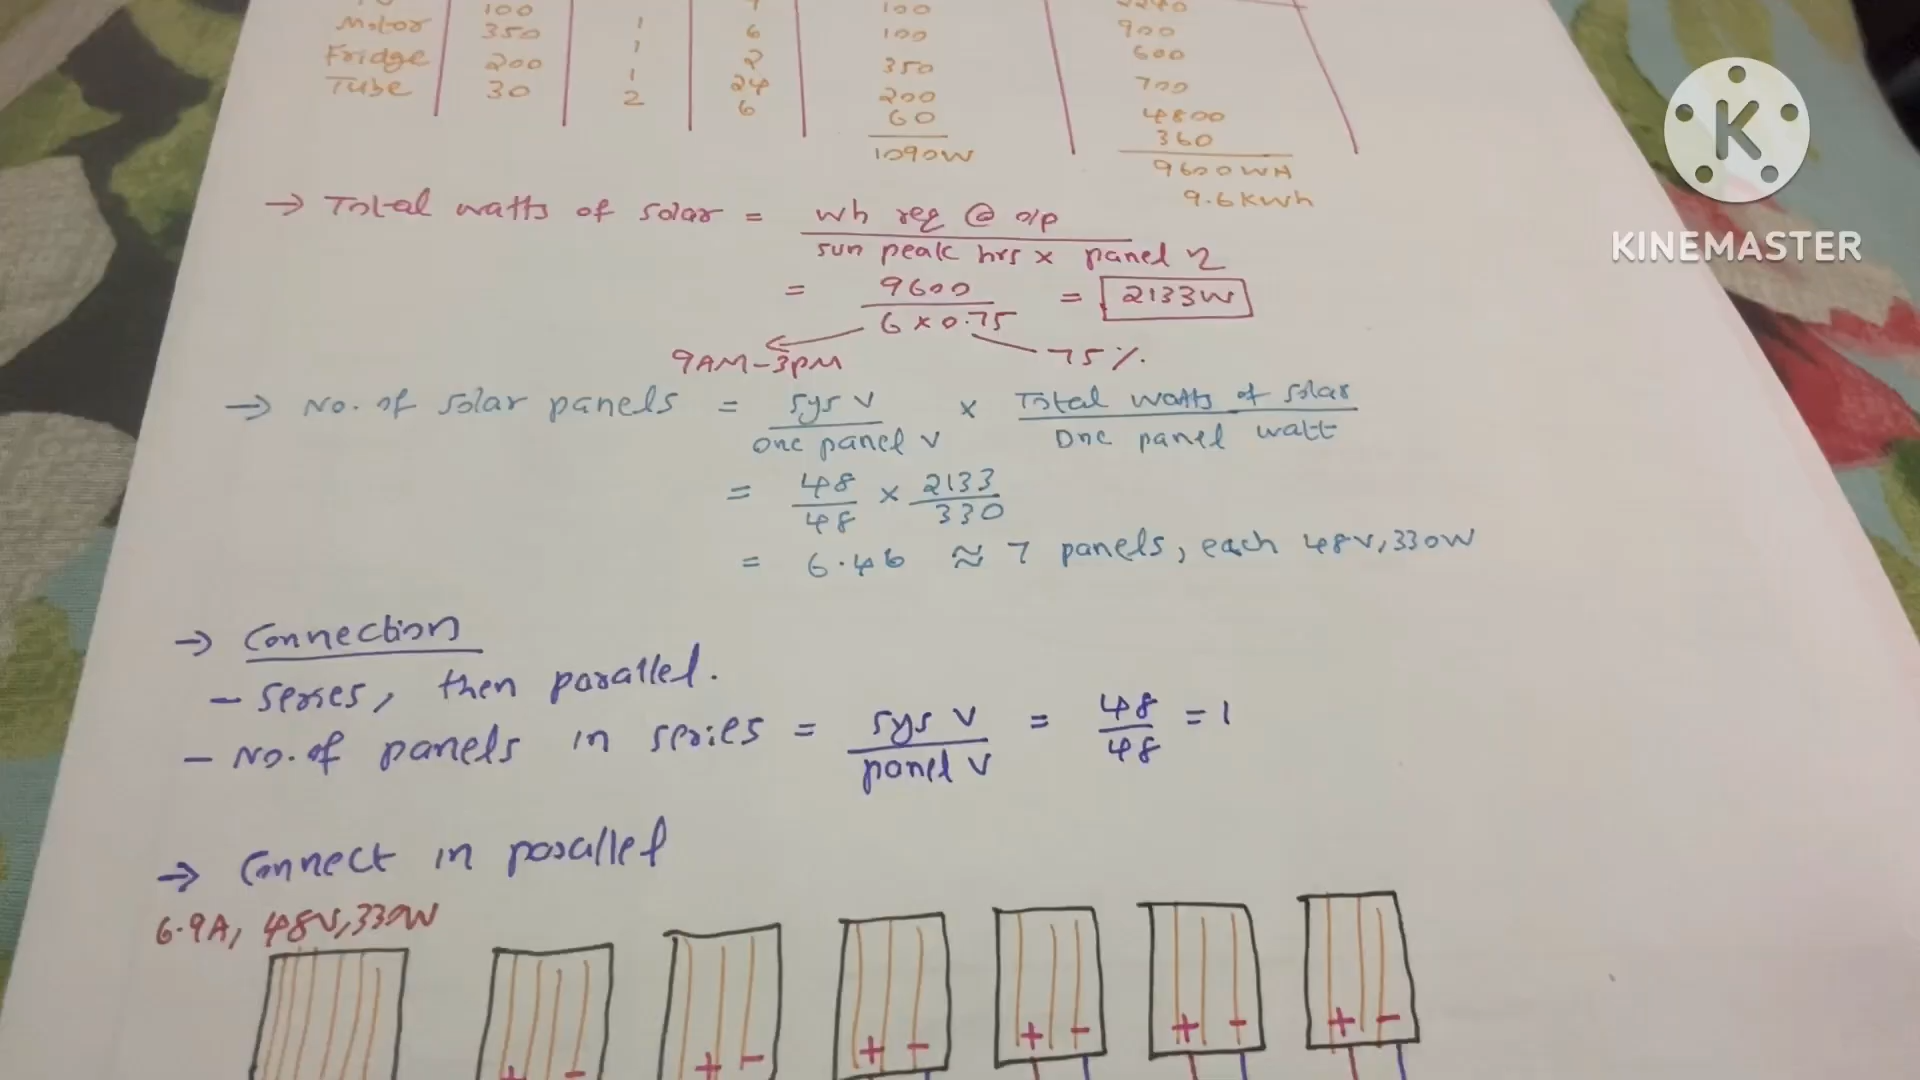 100 100 2240
Motor 350 1 6 100 900
Fridge 200 1 2 350 600
Tube 30 1 24 200 700
2 6 60 4800
1090W 360
9600WH
9.6KWh
→ Total watts of solar = Wh req @ o/p
sun peak hrs x panel η
= 9600 = 2133W
6 x 0.75
9AM-3PM 75%.
→ No. of solar panels = sys V x Total watts of solar
One panel V One panel watt
= 48 x 2133
48 330
= 6.46 ≈ 7 panels, each 48V, 330W
→ Connection
- series, then parallel.
- No. of panels in series = sys V = 48 = 1
panel V 48
→ Connect in parallel
6.9A, 48V, 330W
+ - + - + - + - + - + -
K
KINEMASTER